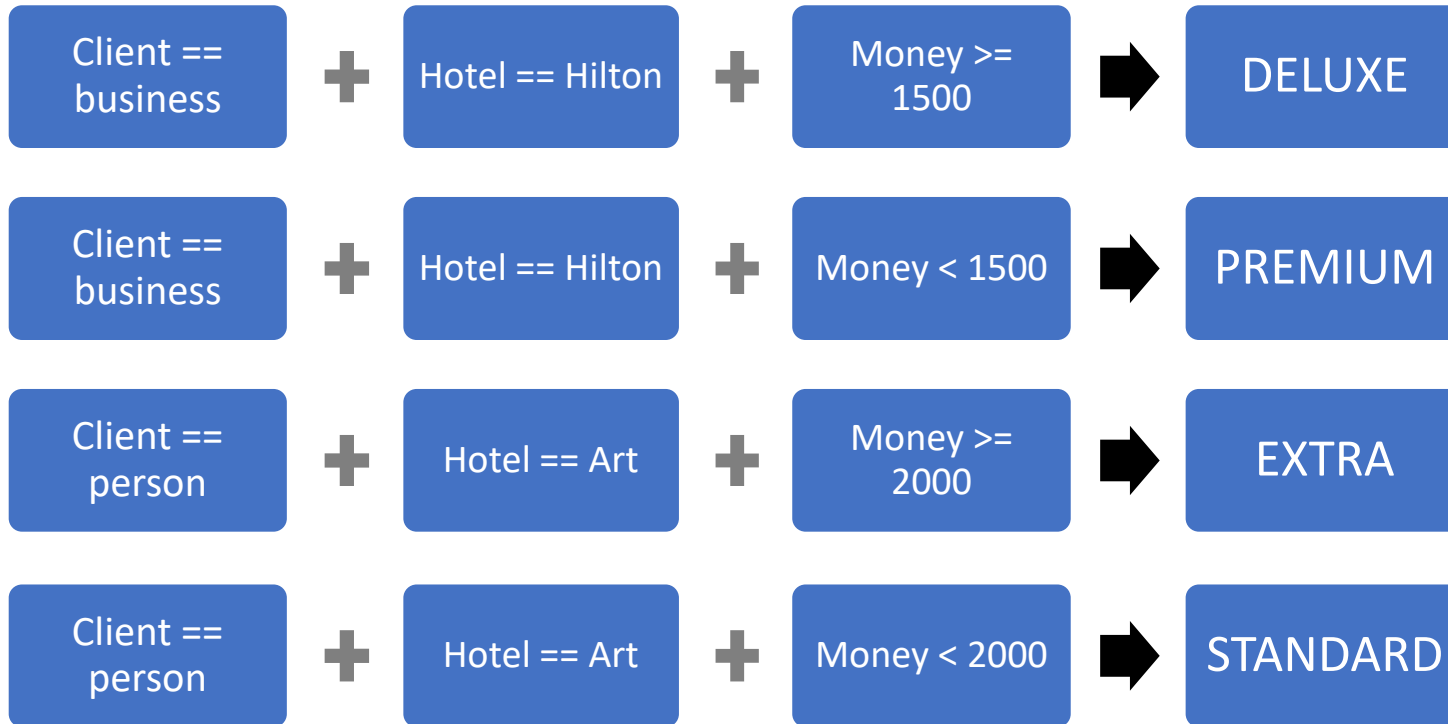 Client ==
business
Hotel == Hilton
Money >=
1500
DELUXE
Client ==
business
Hotel == Hilton
Money < 1500
PREMIUM
Client ==
person
Hotel == Art
Money >=
2000
EXTRA
Client ==
person
Hotel == Art
Money < 2000
STANDARD